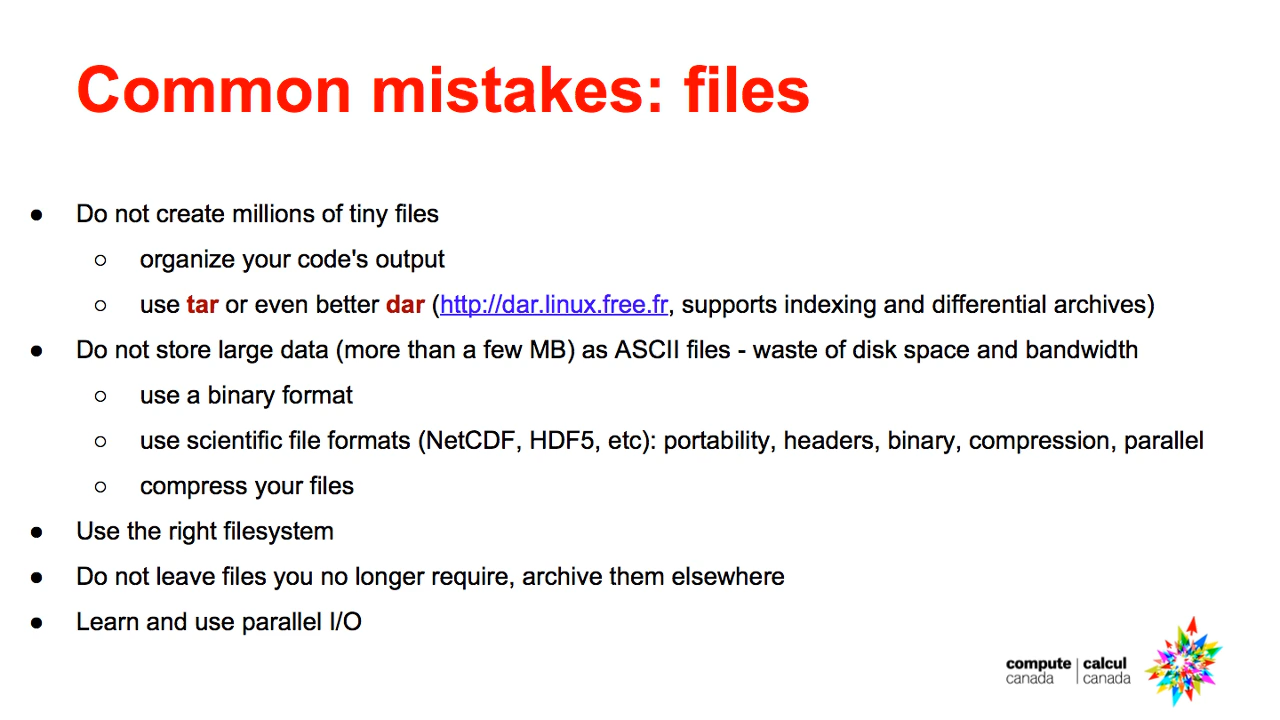 Common mistakes: files
● Do not create millions of tiny files
○ organize your code's output
○ use tar or even better dar (http://dar.linux.free.fr, supports indexing and differential archives)
● Do not store large data (more than a few MB) as ASCII files - waste of disk space and bandwidth
○ use a binary format
○ use scientific file formats (NetCDF, HDF5, etc): portability, headers, binary, compression, parallel
○ compress your files
● Use the right filesystem
● Do not leave files you no longer require, archive them elsewhere
● Learn and use parallel I/O
compute | calcul
canada | canada